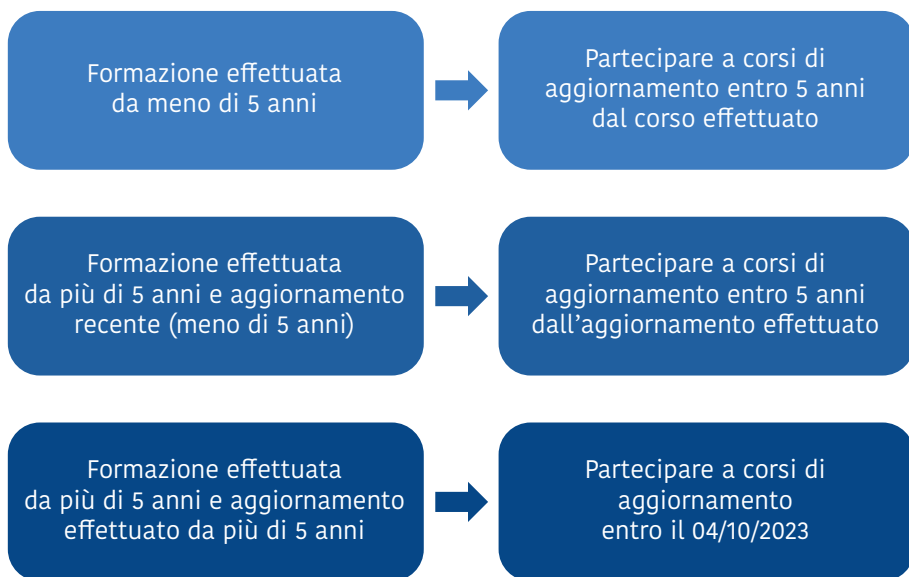 Formazione effettuata
da meno di 5 anni
Partecipare a corsi di
aggiornamento entro 5 anni
dal corso effettuato
Formazione effettuata
da più di 5 anni e aggiornamento
recente (meno di 5 anni)
Partecipare a corsi di
aggiornamento entro 5 anni
dall’aggiornamento effettuato
Formazione effettuata
da più di 5 anni e aggiornamento
effettuato da più di 5 anni
Partecipare a corsi di
aggiornamento
entro il 04/10/2023